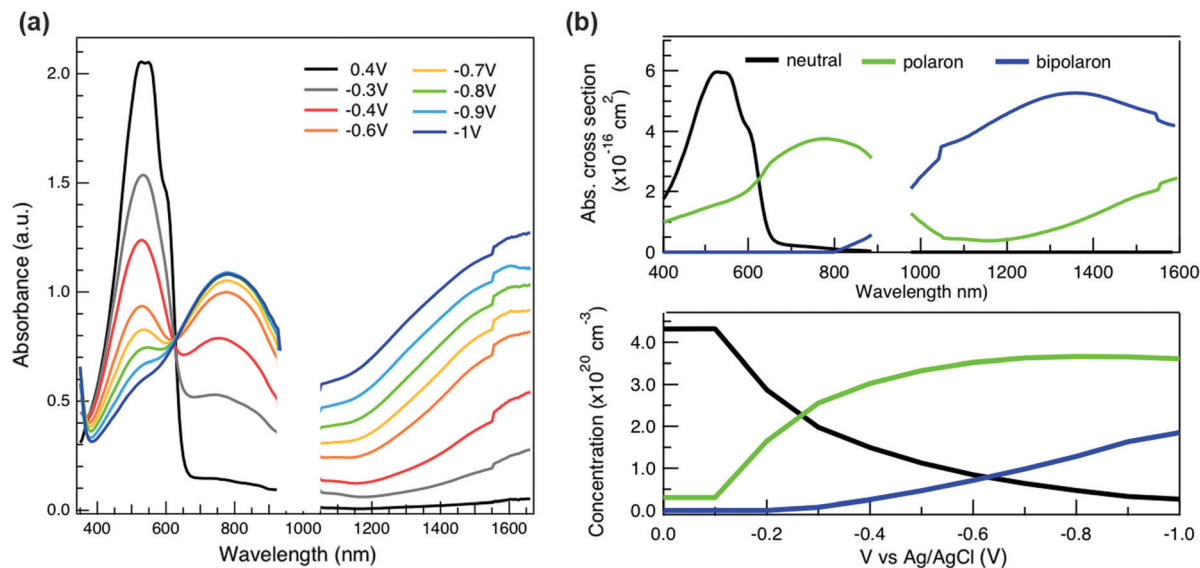 (a)
Absorbance (a.u.)
2.0
1.5
1.0
0.5
0.0
0.4V
-0.3V
-0.4V
-0.6V
-0.7V
-0.8V
-0.9V
-1V
400 600 800 1000 1200 1400 1600
Wavelength (nm)
(b)
neutral polaron bipolaron
Abs. cross section
(x10-16 cm2)
6
4
2
0
400 600 800 1000 1200 1400 1600
Wavelength nm)
Concentration (x1020 cm-3)
4.0
3.0
2.0
1.0
0.0
0.0 -0.2 -0.4 -0.6 -0.8 -1.0
V vs Ag/AgCl (V)